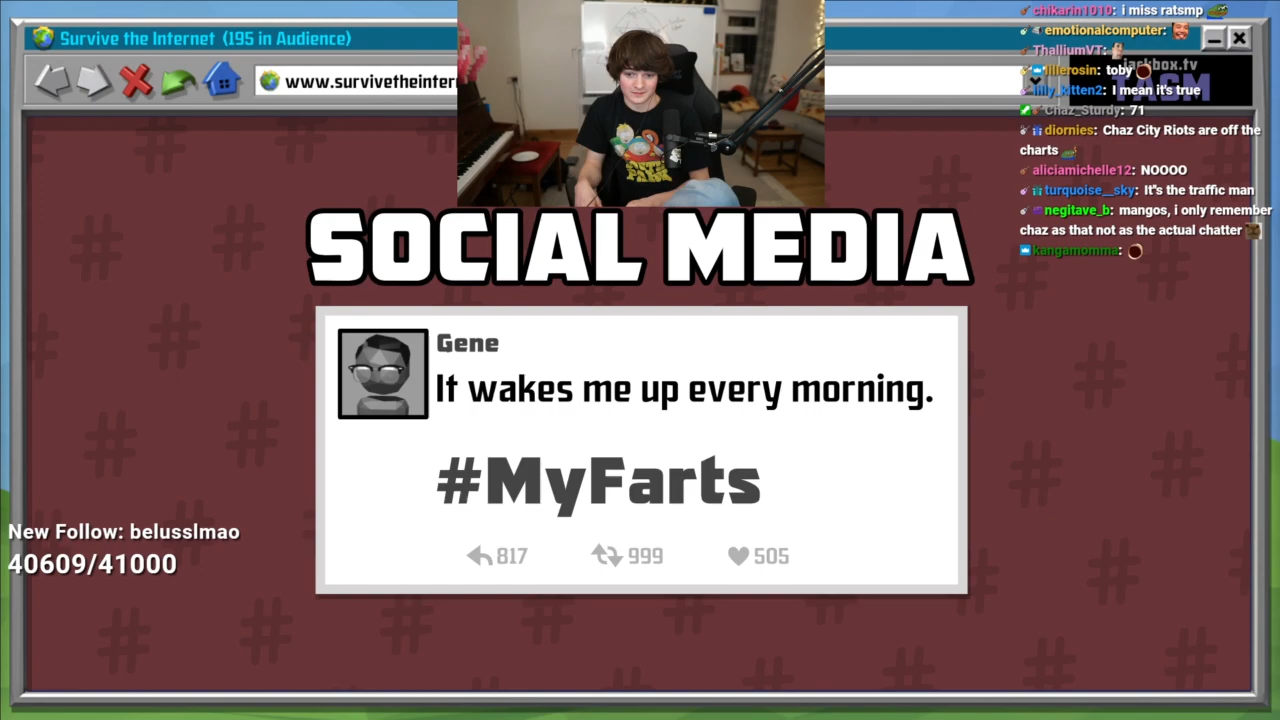 Survive the Internet (195 in Audience)
www.survivetheinter
jackbox.tv
SOCIAL MEDIA
Gene
It wakes me up every morning.
#MyFarts
817
999
505
New Follow: belusslmao
40609/41000
chikarin1010: i miss ratsmp
emotionalcomputer:
ThalliumVT:
lillerosin: toby
lilly_kitten2: I mean it's true
Chaz_Sturdy: 71
diornies: Chaz City Riots are off the
charts
aliciamichelle12: NOOOO
turquoise__sky: It's the traffic man
negitave_b: mangos, i only remember
chaz as that not as the actual chatter
kangamomma: